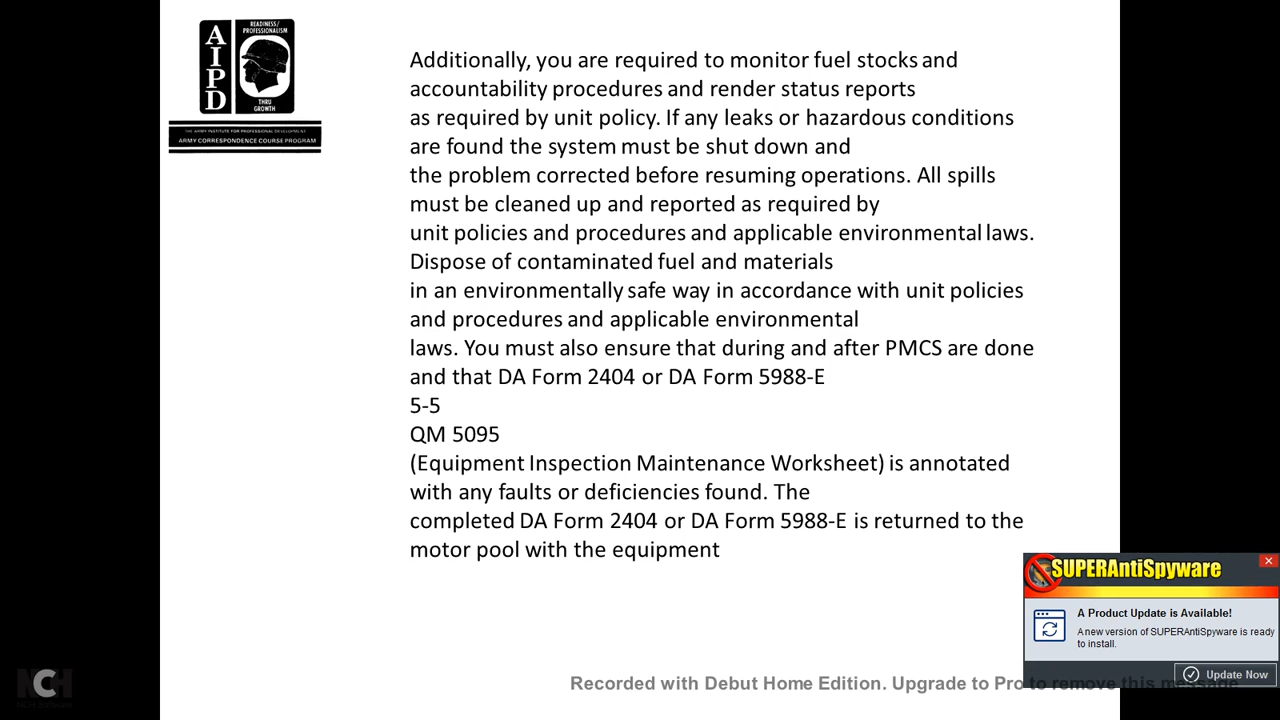 READINESS/
PROFESSIONALISM
AIPD
THRU
GROWTH
THE ARMY INSTITUTE FOR PROFESSIONAL DEVELOPMENT
ARMY CORRESPONDENCE COURSE PROGRAM
Additionally, you are required to monitor fuel stocks and
accountability procedures and render status reports
as required by unit policy. If any leaks or hazardous conditions
are found the system must be shut down and
the problem corrected before resuming operations. All spills
must be cleaned up and reported as required by
unit policies and procedures and applicable environmental laws.
Dispose of contaminated fuel and materials
in an environmentally safe way in accordance with unit policies
and procedures and applicable environmental
laws. You must also ensure that during and after PMCS are done
and that DA Form 2404 or DA Form 5988-E
5-5
QM 5095
(Equipment Inspection Maintenance Worksheet) is annotated
with any faults or deficiencies found. The
completed DA Form 2404 or DA Form 5988-E is returned to the
motor pool with the equipment
SUPERAntiSpyware
A Product Update is Available!
A new version of SUPERAntiSpyware is ready
to install.
Update Now
NCH
NCH Software
Recorded with Debut Home Edition. Upgrade to Pro to remove this message